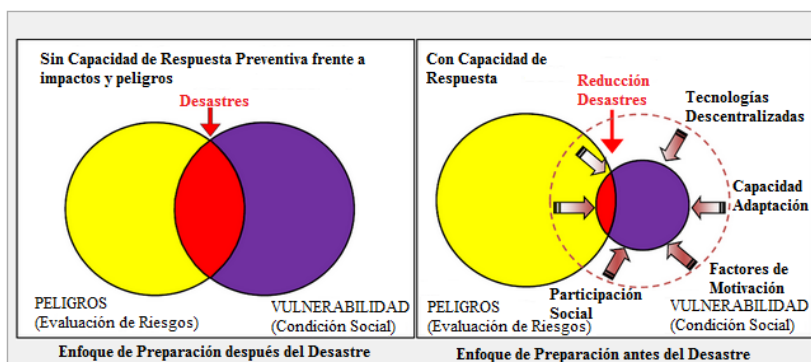 Sin Capacidad de Respuesta Preventiva frente a
impactos y peligros
Desastres
PELIGROS
(Evaluación de Riesgos)
VULNERABILIDAD
(Condición Social)
Enfoque de Preparación después del Desastre
Con Capacidad de
Respuesta
Reducción
Desastres
Tecnologías
Descentralizadas
Capacidad
Adaptación
Factores de
Motivación
Participación
Social
PELIGROS
(Evaluación de Riesgos)
VULNERABILIDAD
(Condición Social)
Enfoque de Preparación antes del Desastre